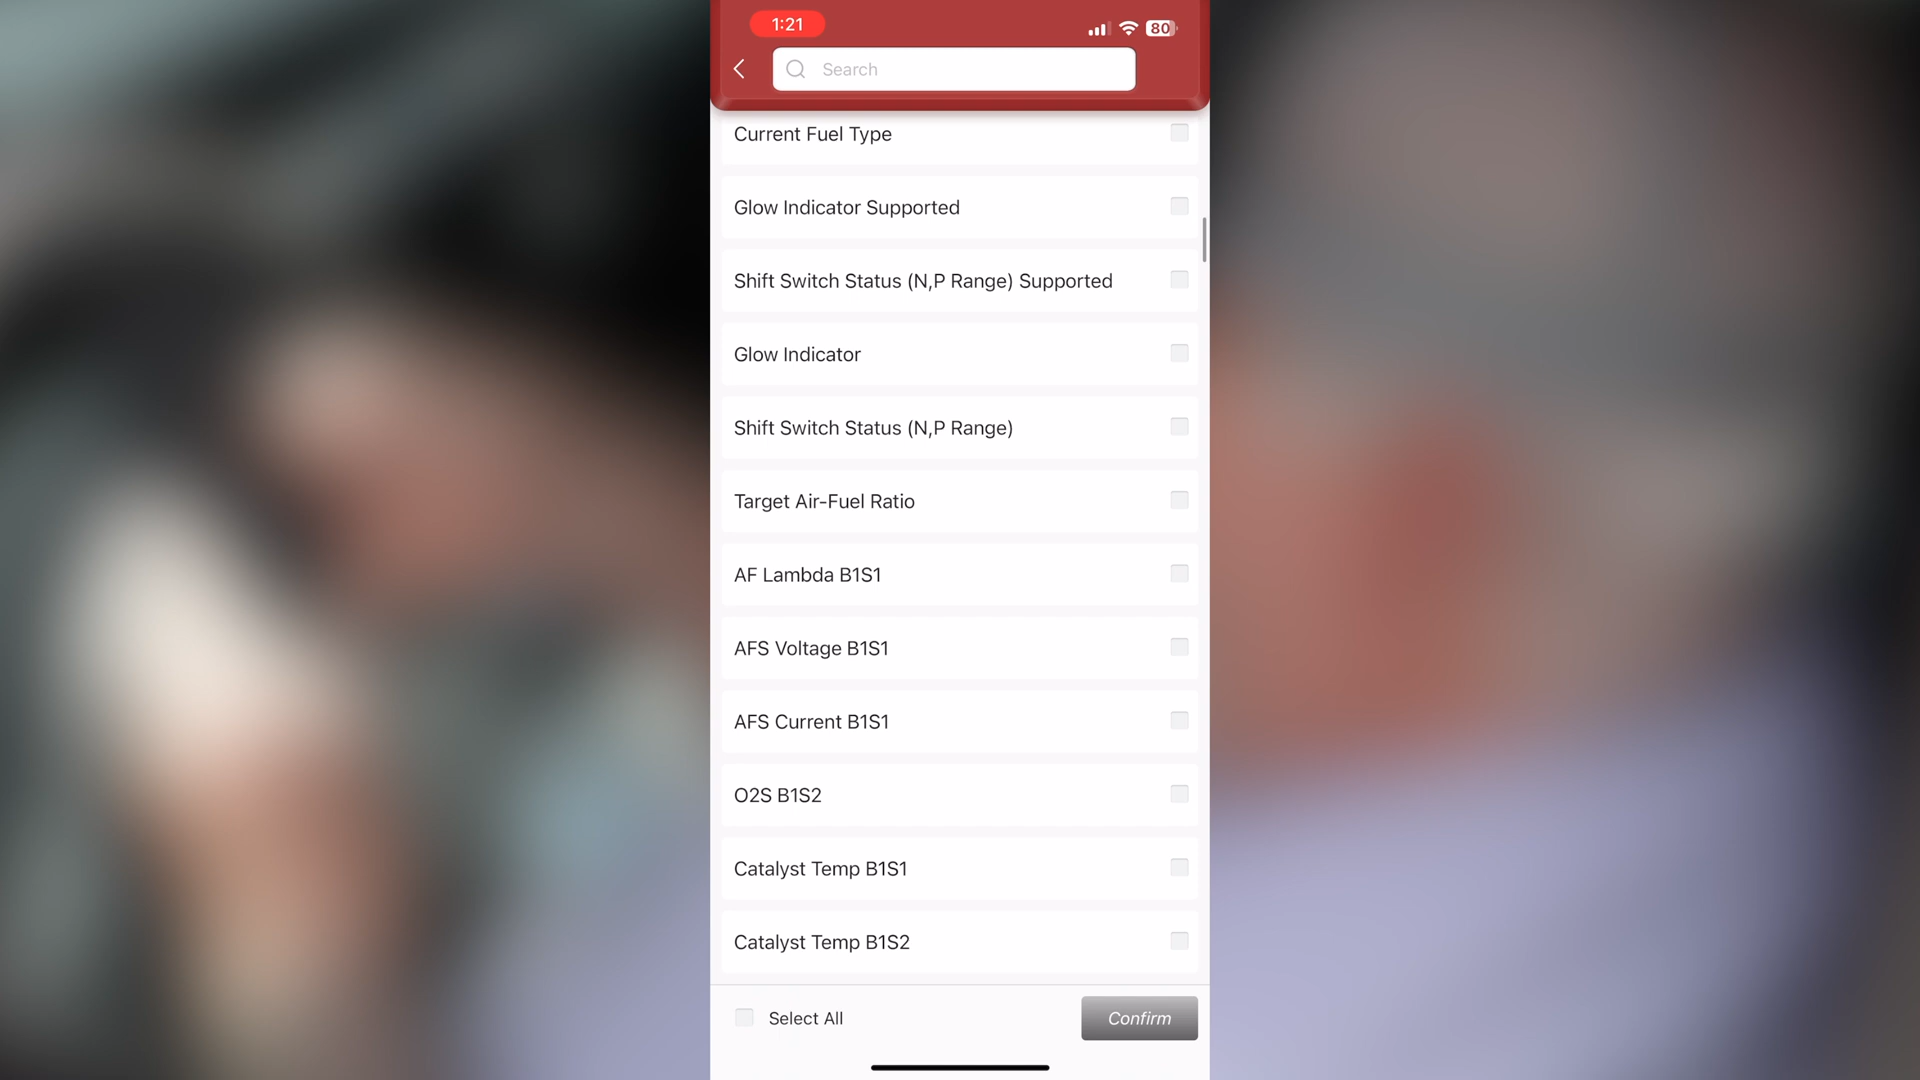 1:21
80
Search
Current Fuel Type
Glow Indicator Supported
Shift Switch Status (N,P Range) Supported
Glow Indicator
Shift Switch Status (N,P Range)
Target Air-Fuel Ratio
AF Lambda B1S1
AFS Voltage B1S1
AFS Current B1S1
O2S B1S2
Catalyst Temp B1S1
Catalyst Temp B1S2
Select All
Confirm